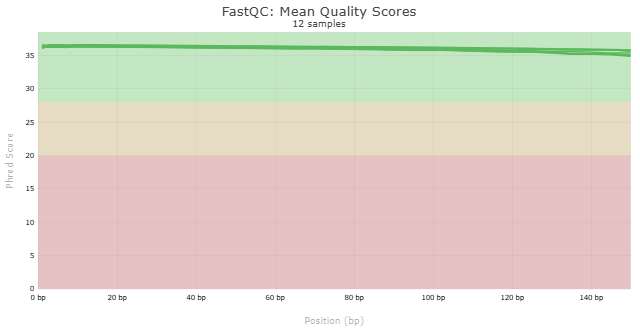 FastQC: Mean Quality Scores
12 samples
35
30
25
20
15
10
5
0
Phred Score
0 bp
20 bp
40 bp
60 bp
80 bp
100 bp
120 bp
140 bp
Position (bp)